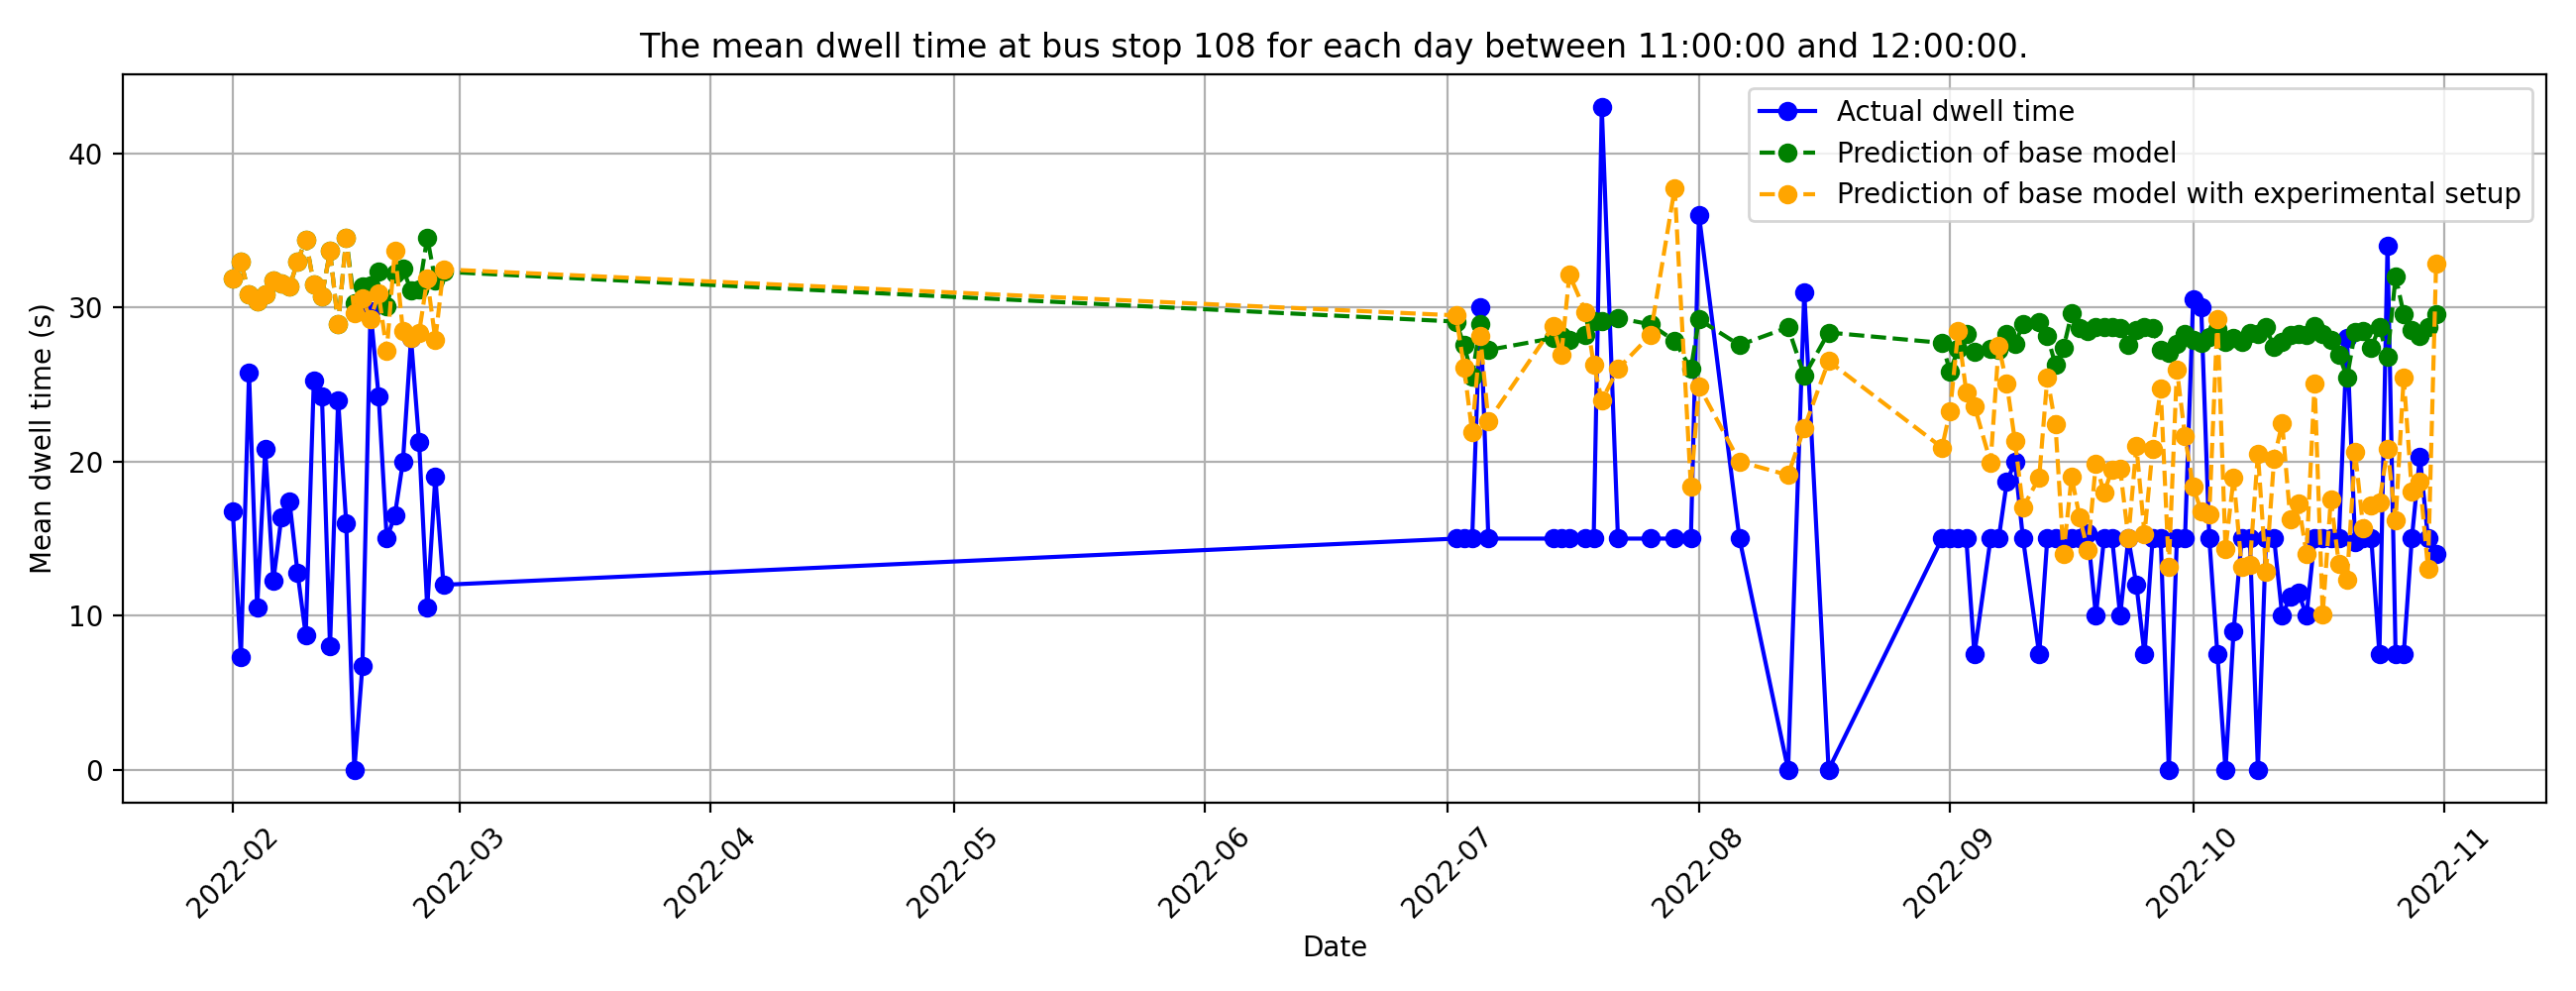 The mean dwell time at bus stop 108 for each day between 11:00:00 and 12:00:00.
Actual dwell time
Prediction of base model
Prediction of base model with experimental setup
Mean dwell time (s)
40
30
20
10
0
2022-02
2022-03
2022-04
2022-05
2022-06
2022-07
2022-08
2022-09
2022-10
2022-11
Date